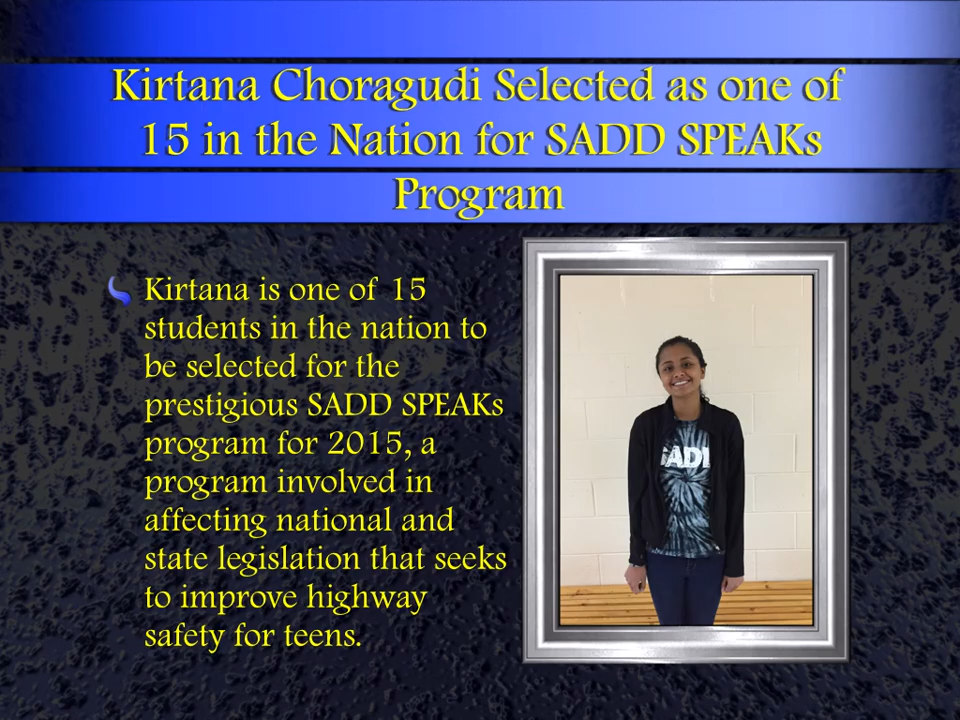 Kirtana Choragudi Selected as one of
15 in the Nation for SADD SPEAKs
Program
Kirtana is one of 15
students in the nation to
be selected for the
prestigious SADD SPEAKs
program for 2015, a
program involved in
affecting national and
state legislation that seeks
to improve highway
safety for teens.
SADD